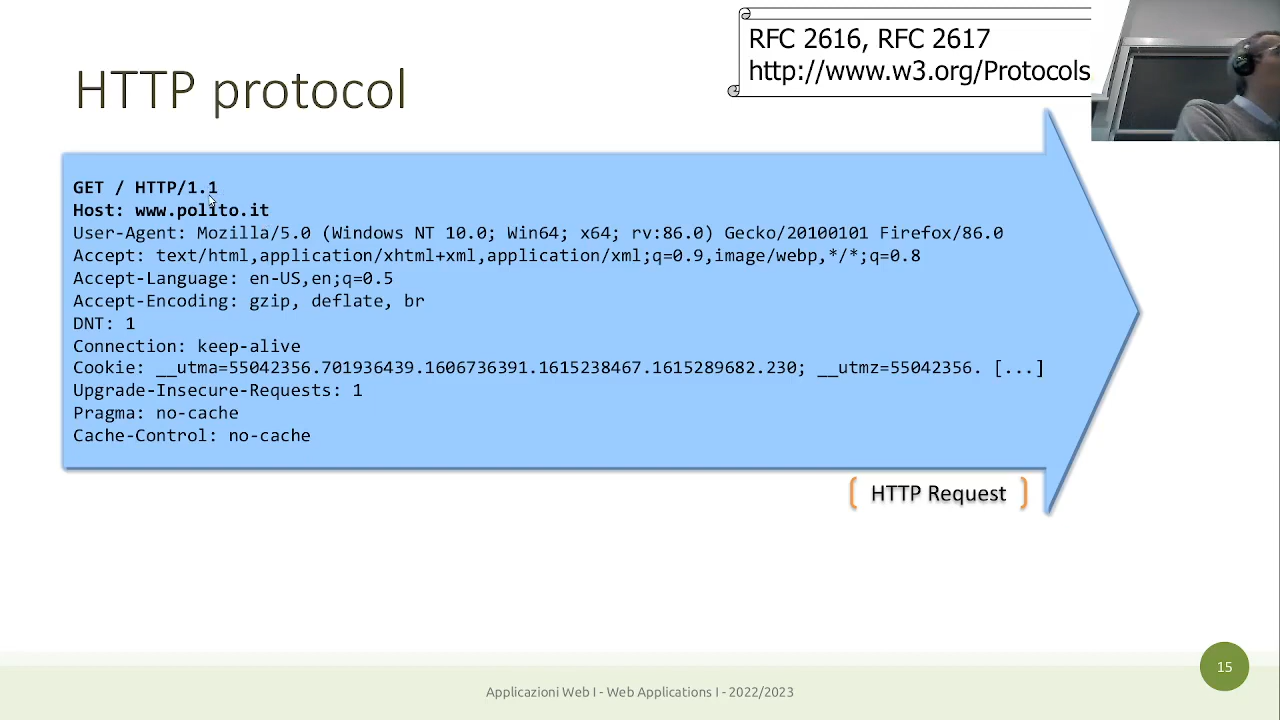 RFC 2616, RFC 2617
http://www.w3.org/Protocols
HTTP protocol
GET / HTTP/1.1
Host: www.polito.it
User-Agent: Mozilla/5.0 (Windows NT 10.0; Win64; x64; rv:86.0) Gecko/20100101 Firefox/86.0
Accept: text/html,application/xhtml+xml,application/xml;q=0.9,image/webp,*/*;q=0.8
Accept-Language: en-US,en;q=0.5
Accept-Encoding: gzip, deflate, br
DNT: 1
Connection: keep-alive
Cookie: __utma=55042356.701936439.1606736391.1615238467.1615289682.230; __utmz=55042356. [...]
Upgrade-Insecure-Requests: 1
Pragma: no-cache
Cache-Control: no-cache
HTTP Request
15
Applicazioni Web I - Web Applications I - 2022/2023